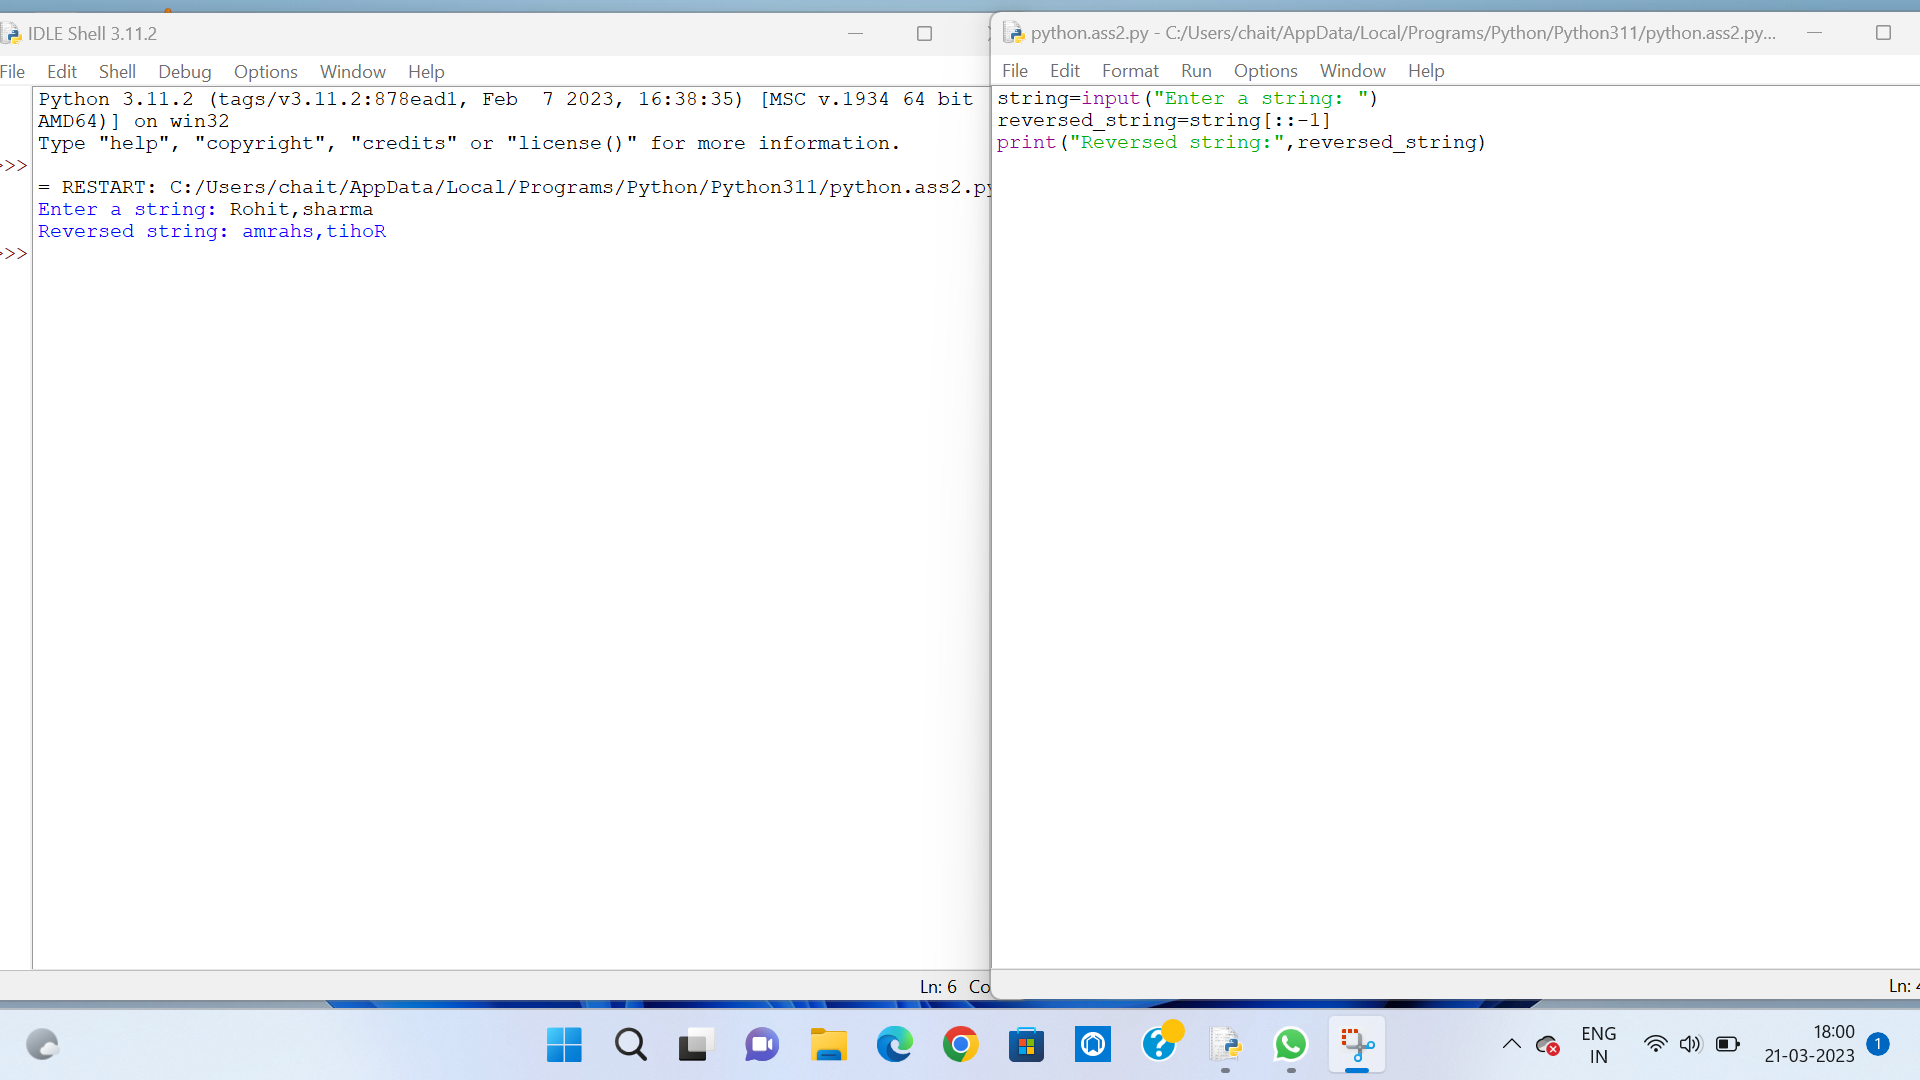 IDLE Shell 3.11.2
File Edit Shell Debug Options Window Help
Python 3.11.2 (tags/v3.11.2:878ead1, Feb  7 2023, 16:38:35) [MSC v.1934 64 bit
AMD64)] on win32
Type "help", "copyright", "credits" or "license()" for more information.
>>>
= RESTART: C:/Users/chait/AppData/Local/Programs/Python/Python311/python.ass2.py
Enter a string: Rohit,sharma
Reversed string: amrahs,tihoR
>>>
Ln: 6 Co
python.ass2.py - C:/Users/chait/AppData/Local/Programs/Python/Python311/python.ass2.py...
File Edit Format Run Options Window Help
string=input("Enter a string: ")
reversed_string=string[::-1]
print("Reversed string:",reversed_string)
Ln: 4
ENG
IN
18:00
21-03-2023
1